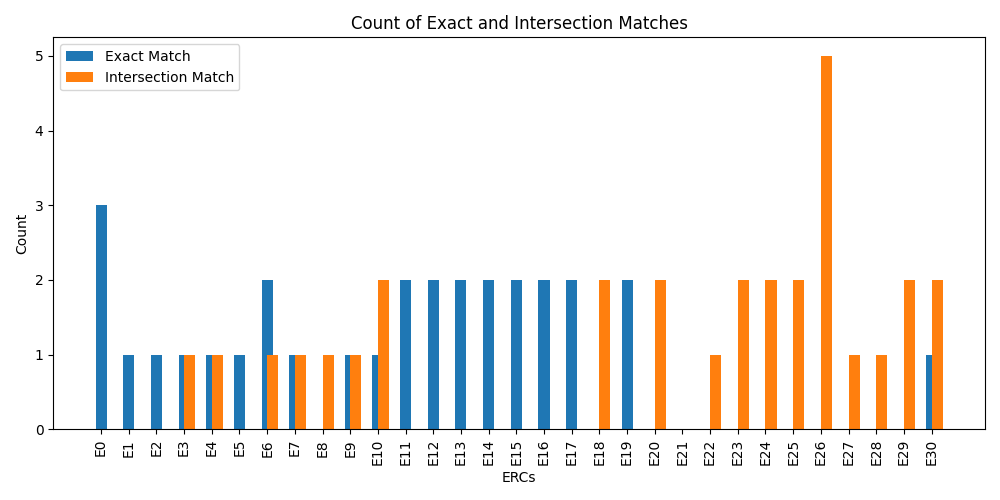 Count of Exact and Intersection Matches
Exact Match
Intersection Match
Count
5
4
3
2
1
0
E0 E1 E2 E3 E4 E5 E6 E7 E8 E9 E10 E11 E12 E13 E14 E15 E16 E17 E18 E19 E20 E21 E22 E23 E24 E25 E26 E27 E28 E29 E30
ERCs